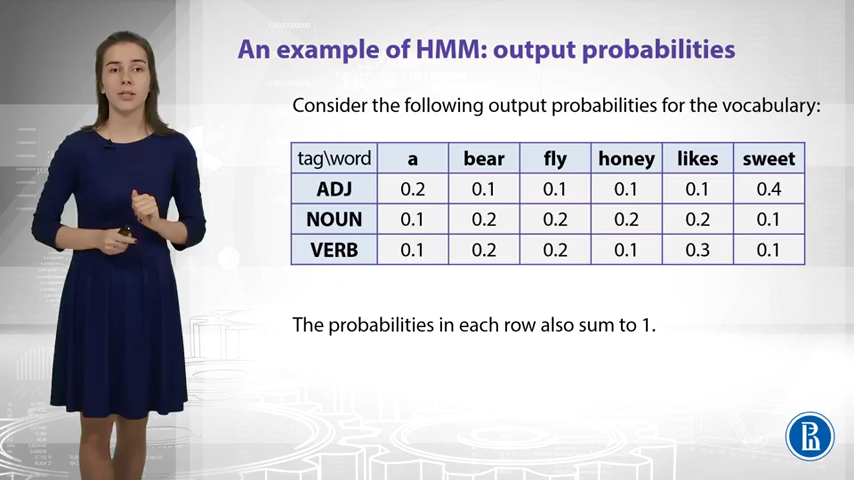 An example of HMM: output probabilities
Consider the following output probabilities for the vocabulary:
tag\word a bear fly honey likes sweet
ADJ 0.2 0.1 0.1 0.1 0.1 0.4
NOUN 0.1 0.2 0.2 0.2 0.2 0.1
VERB 0.1 0.2 0.2 0.1 0.3 0.1
The probabilities in each row also sum to 1.